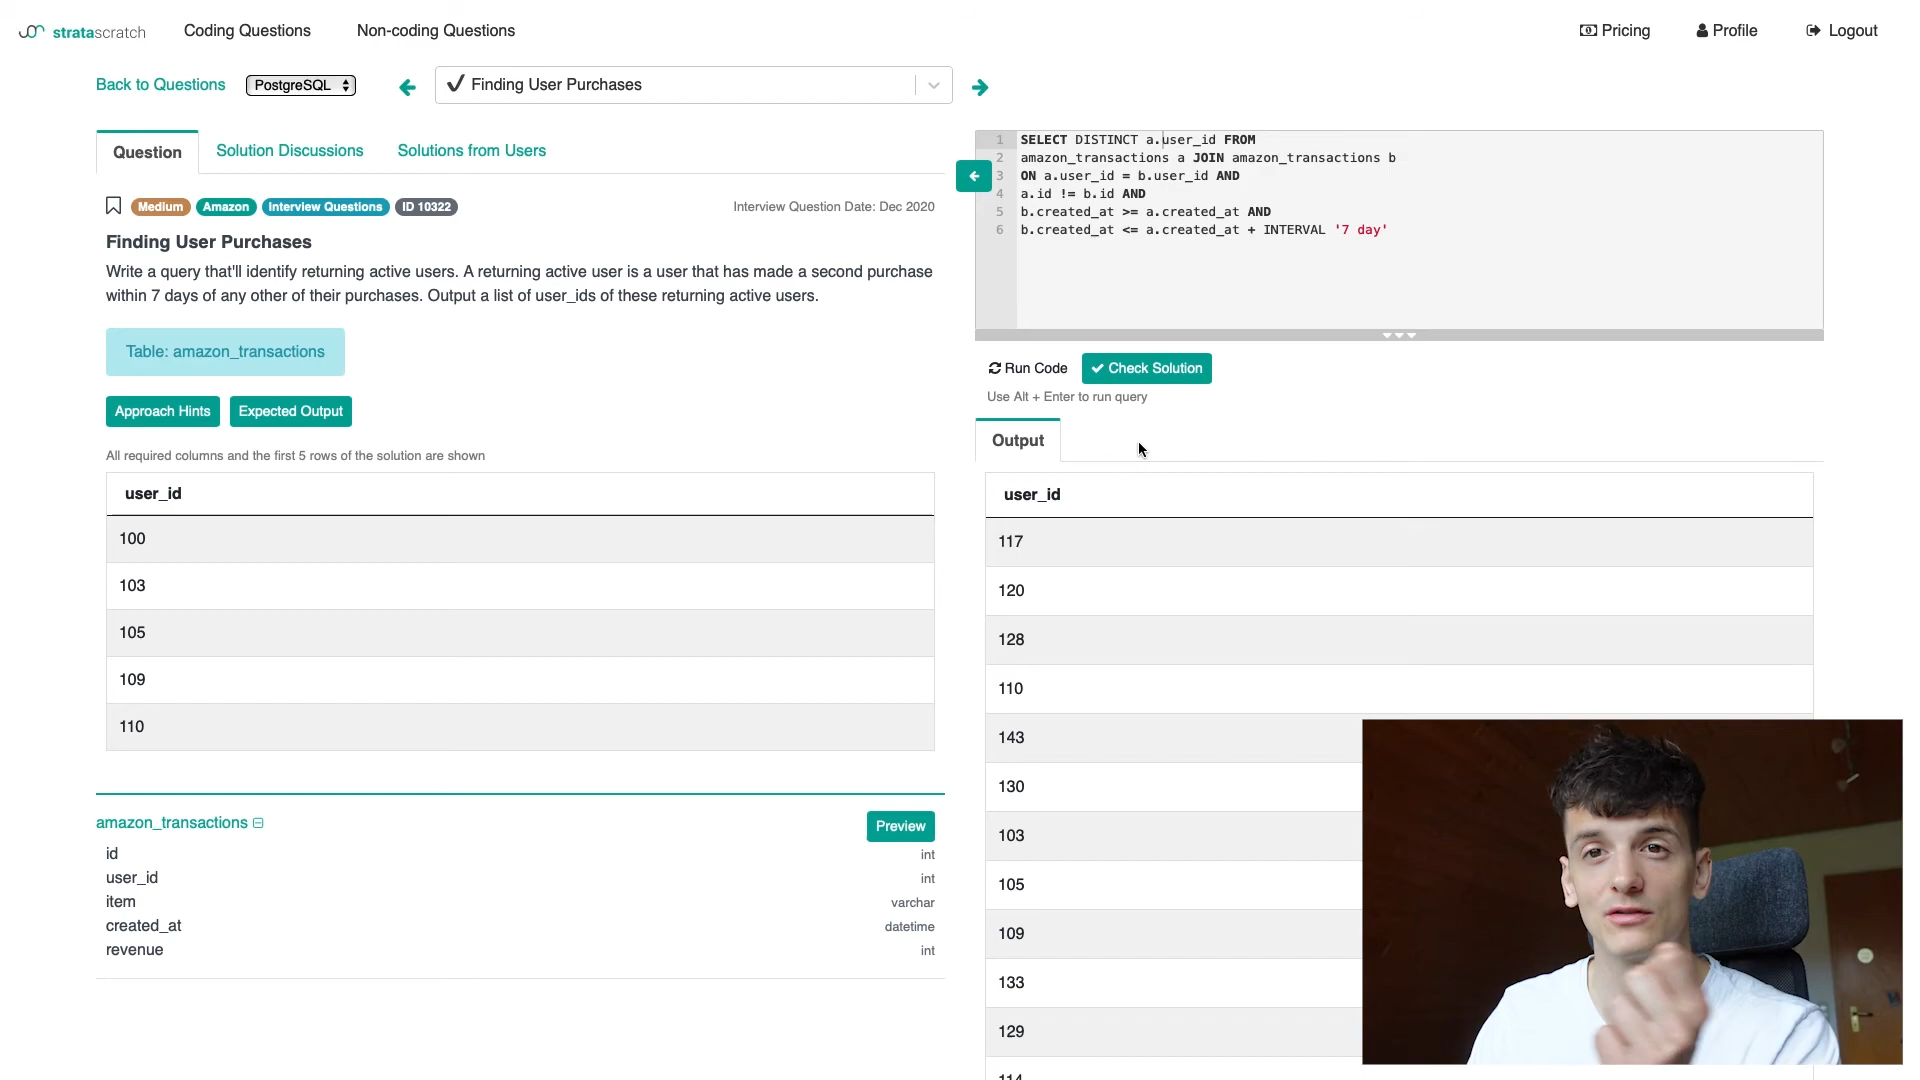 stratascratch
Coding Questions
Non-coding Questions
Pricing
Profile
Logout
Back to Questions
PostgreSQL
Finding User Purchases
Question
Solution Discussions
Solutions from Users
Medium
Amazon
Interview Questions
ID 10322
Interview Question Date: Dec 2020
Finding User Purchases
Write a query that'll identify returning active users. A returning active user is a user that has made a second purchase
within 7 days of any other of their purchases. Output a list of user_ids of these returning active users.
Table: amazon_transactions
Approach Hints
Expected Output
All required columns and the first 5 rows of the solution are shown
user_id
100
103
105
109
110
amazon_transactions
Preview
id int
user_id int
item varchar
created_at datetime
revenue int
1 SELECT DISTINCT a.user_id FROM
2 amazon_transactions a JOIN amazon_transactions b
3 ON a.user_id = b.user_id AND
4 a.id != b.id AND
5 b.created_at >= a.created_at AND
6 b.created_at <= a.created_at + INTERVAL '7 day'
Run Code
Check Solution
Use Alt + Enter to run query
Output
user_id
117
120
128
110
143
130
103
105
109
133
129